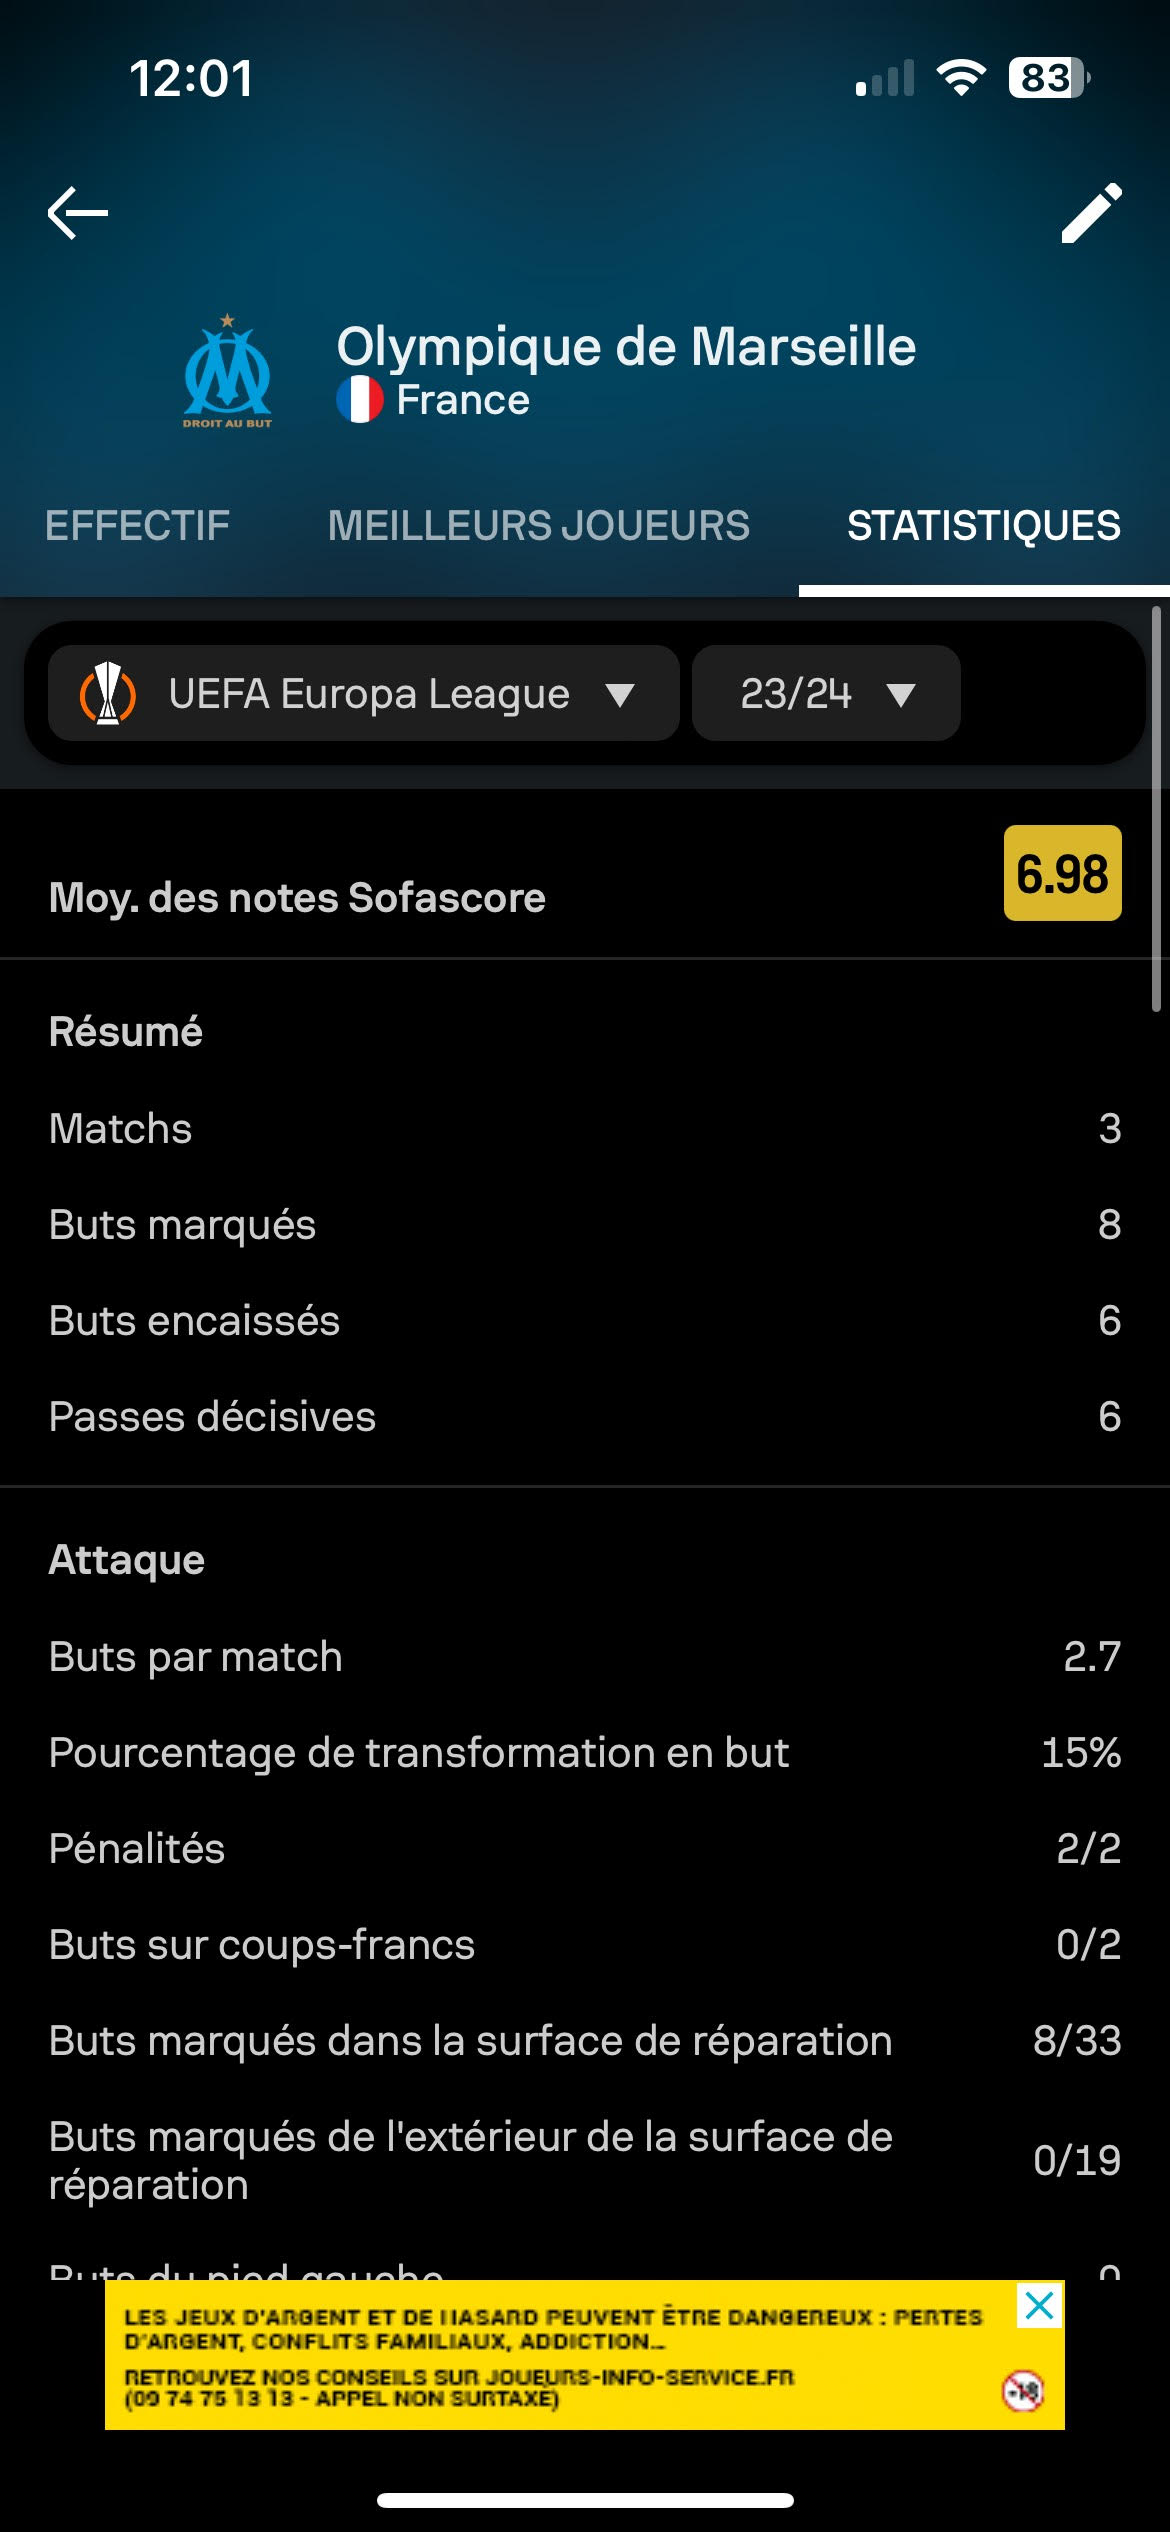 12:01
83
DROIT AU BUT
Olympique de Marseille
France
EFFECTIF MEILLEURS JOUEURS STATISTIQUES
UEFA Europa League 23/24
Moy. des notes Sofascore 6.98
Résumé
Matchs 3
Buts marqués 8
Buts encaissés 6
Passes décisives 6
Attaque
Buts par match 2.7
Pourcentage de transformation en but 15%
Pénalités 2/2
Buts sur coups-francs 0/2
Buts marqués dans la surface de réparation 8/33
Buts marqués de l'extérieur de la surface de
réparation 0/19
Buts du pied gauche
LES JEUX D'ARGENT ET DE HASARD PEUVENT ÊTRE DANGEREUX : PERTES
D'ARGENT, CONFLITS FAMILIAUX, ADDICTION...
RETROUVEZ NOS CONSEILS SUR JOUEURS-INFO-SERVICE.FR
(09 74 75 13 13 - APPEL NON SURTAXÉ)
-18